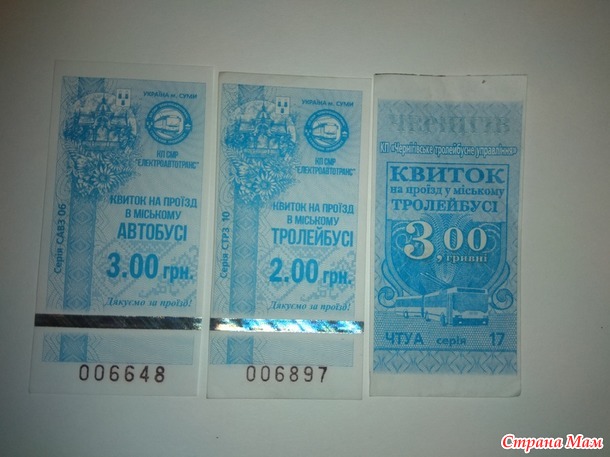 УКРАЇНА м. СУМИ
КП СМР
"ЕЛЕКТРОАВТОТРАНС"
КВИТОК НА ПРОЇЗД
В МІСЬКОМУ
АВТОБУСІ
3.00 грн.
Дякуємо за проїзд!
Серія САВЗ 06
006648
УКРАЇНА м. СУМИ
КП СМР
"ЕЛЕКТРОАВТОТРАНС"
КВИТОК НА ПРОЇЗД
В МІСЬКОМУ
ТРОЛЕЙБУСІ
2.00 грн.
Дякуємо за проїзд!
Серія СТРЗ 10
006897
КП «Чернігівське тролейбусне управління»
КВИТОК
на проїзд у міському
ТРОЛЕЙБУСІ
3,00
гривні
ЧТУА серія 17
Страна Мам